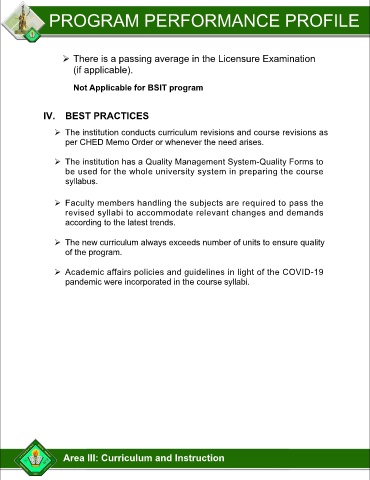 PROGRAM PERFORMANCE PROFILE
➢ There is a passing average in the Licensure Examination
(if applicable).
Not Applicable for BSIT program
IV. BEST PRACTICES
➢ The institution conducts curriculum revisions and course revisions as
per CHED Memo Order or whenever the need arises.
➢ The institution has a Quality Management System-Quality Forms to
be used for the whole university system in preparing the course
syllabus.
➢ Faculty members handling the subjects are required to pass the
revised syllabi to accommodate relevant changes and demands
according to the latest trends.
➢ The new curriculum always exceeds number of units to ensure quality
of the program.
➢ Academic affairs policies and guidelines in light of the COVID-19
pandemic were incorporated in the course syllabi.
Area III: Curriculum and Instruction